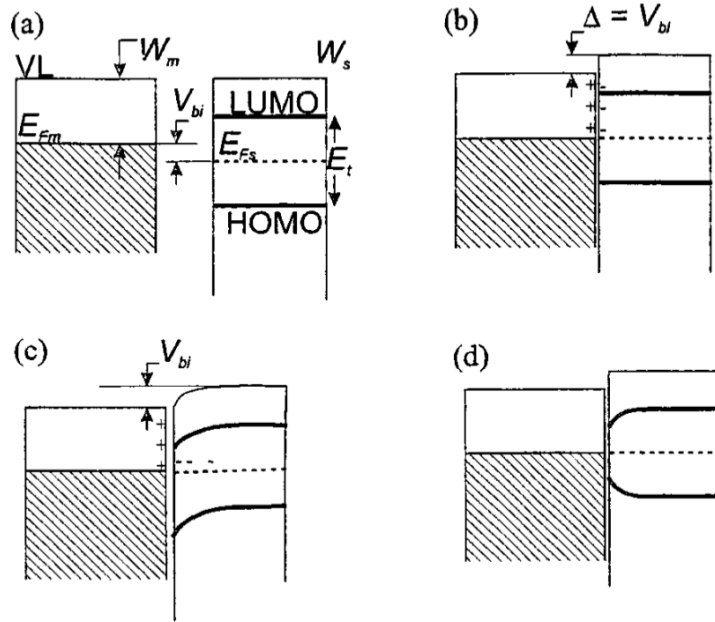 (a)
W_m
W_s
VL
V_bi
LUMO
E_Fm
E_Fs
E_t
HOMO
(b)
Δ = V_bi
+ -
+ -
+ -
(c)
V_bi
+
+
+ - -
(d)